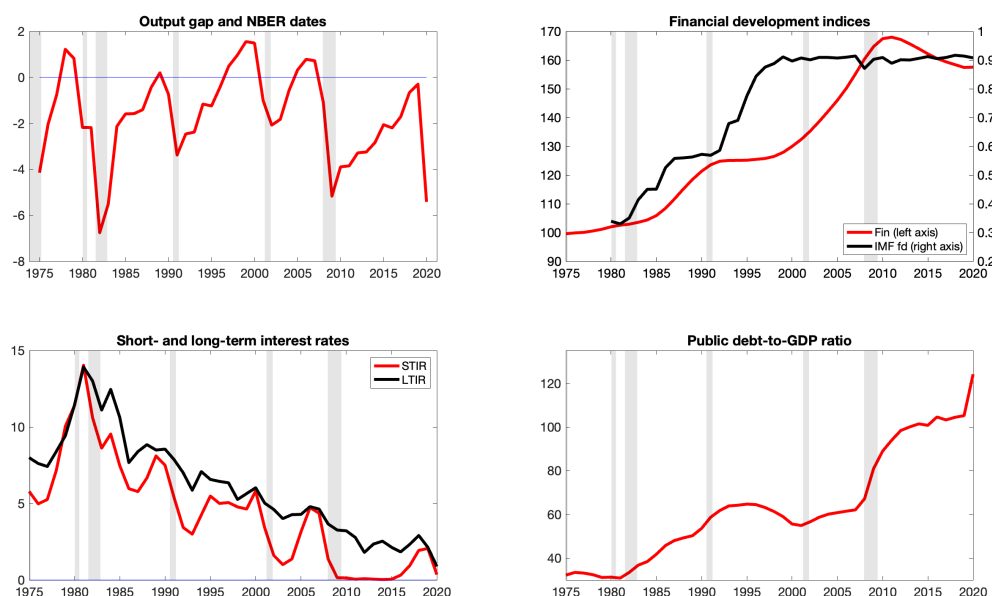 Output gap and NBER dates
2
0
-2
-4
-6
-8
1975 1980 1985 1990 1995 2000 2005 2010 2015 2020
Financial development indices
170
160
150
140
130
120
110
100
90
1
0.9
0.8
0.7
0.6
0.5
0.4
0.3
0.2
Fin (left axis)
IMF fd (right axis)
1975 1980 1985 1990 1995 2000 2005 2010 2015 2020
Short- and long-term interest rates
15
10
5
0
STIR
LTIR
1975 1980 1985 1990 1995 2000 2005 2010 2015 2020
Public debt-to-GDP ratio
120
100
80
60
40
1975 1980 1985 1990 1995 2000 2005 2010 2015 2020